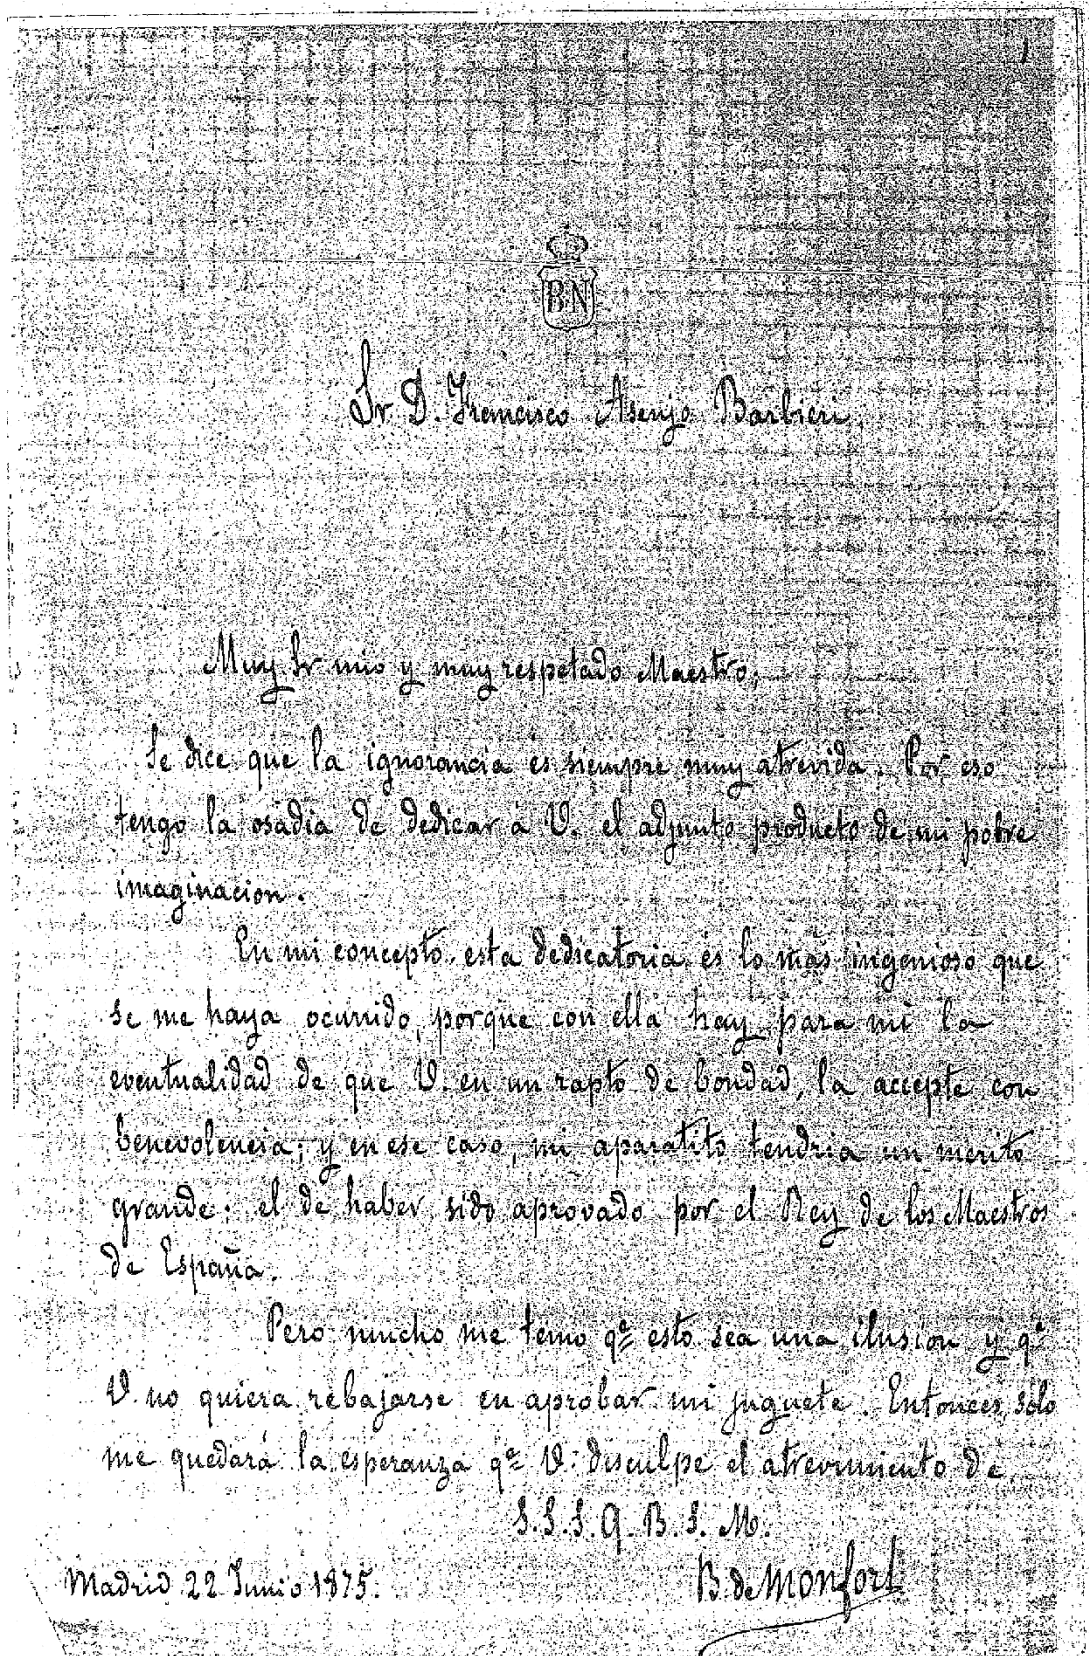 1
BN
Sr. D. Francisco Asenjo Barbieri.
Muy Sr mio y muy respetado Maestro;
Se dice que la ignorancia es siempre muy atrevida. Por eso
tengo la osadia de dedicar a V. el adjunto producto de mi pobre
imaginacion.
En mi concepto esta dedicatoria es lo mas ingenioso que
se me haya ocurrido, porque con ella hay para mi la
eventualidad de que V. en un rapto de bondad, la accepte con
benevolencia; y en ese caso, mi aparatito tendria un merito
grande: el de haber sido aprovado por el Rey de los Maestros
de España.
Pero mucho me temo qe esto sea una ilusion y qe
V. no quiera rebajarse en aprobar mi juguete. Entonces, sólo
me quedará la esperanza qe V. disculpe el atrevimiento de
S.S.S.Q.B.S.M.
Madrid 22 Junio 1875.
B. de Monfort